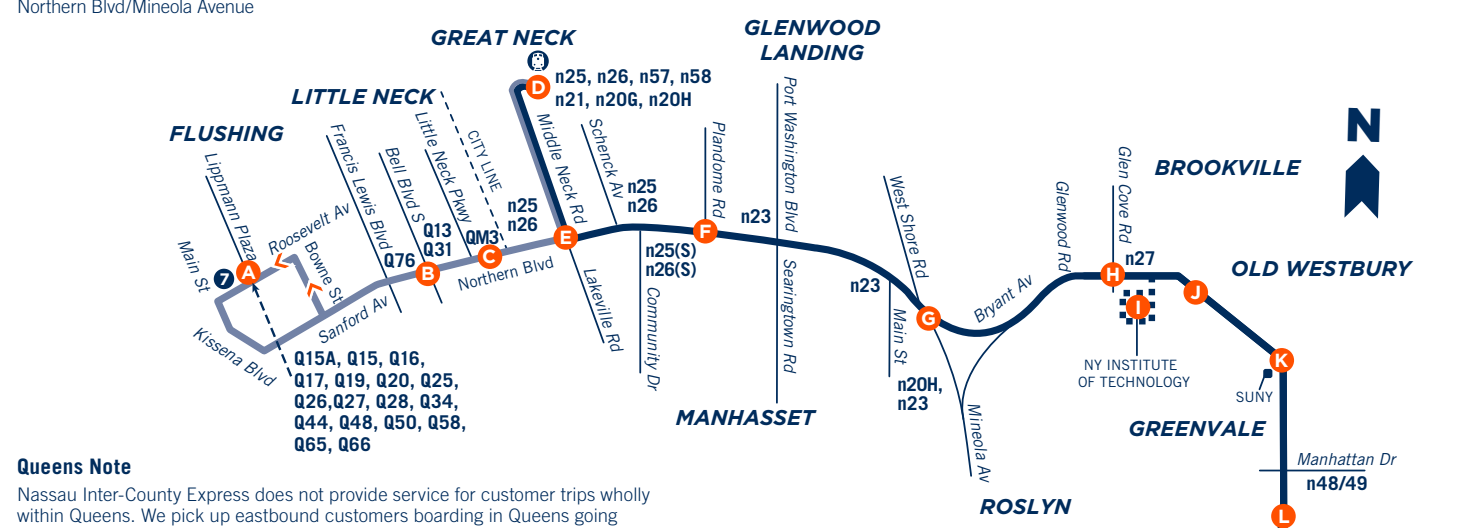 Northern Blvd/Mineola Avenue
GLENWOOD
LANDING
GREAT NECK
D
n25, n26, n57, n58
n21, n20G, n20H
LITTLE NECK
FLUSHING
Lippmann Plaza
Roosevelt Av
Main St
7
A
Bowne St
Kissena Blvd
Sanford Av
Francis Lewis Blvd
Bell Blvd S
Little Neck Pkwy
CITY LINE
Q76
Q13
Q31
B
QM3
C
Northern Blvd
n25
n26
Middle Neck Rd
E
Lakeville Rd
Schenck Av
n25
n26
n25(S)
n26(S)
Community Dr
Plandome Rd
F
n23
Port Washington Blvd
Searingtown Rd
MANHASSET
West Shore Rd
n23
Main St
n20H,
n23
G
Bryant Av
Mineola Av
ROSLYN
Glenwood Rd
Glen Cove Rd
H
n27
I
NY INSTITUTE
OF TECHNOLOGY
J
N
BROOKVILLE
OLD WESTBURY
K
SUNY
GREENVALE
Manhattan Dr
n48/49
L
Q15A, Q15, Q16,
Q17, Q19, Q20, Q25,
Q26,Q27, Q28, Q34,
Q44, Q48, Q50, Q58,
Q65, Q66
Queens Note
Nassau Inter-County Express does not provide service for customer trips wholly
within Queens. We pick up eastbound customers boarding in Queens going